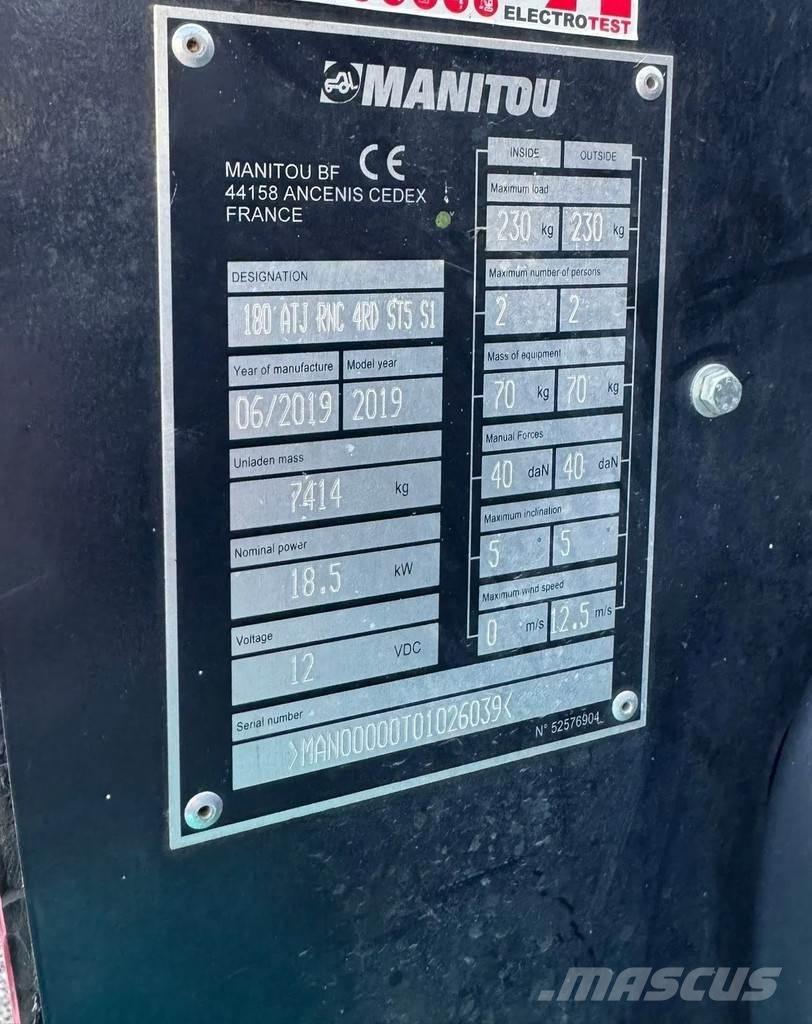 ELECTROTEST
MANITOU
MANITOU BF CE
44158 ANCENIS CEDEX
FRANCE
DESIGNATION
180 ATJ RNC 4RD ST5 S1
Year of manufacture Model year
06/2019 2019
Unladen mass
7414 kg
Nominal power
18.5 kW
Voltage
12 VDC
Serial number
>MAN00000T01026039<
INSIDE OUTSIDE
Maximum load
230 kg 230 kg
Maximum number of persons
2 2
Mass of equipment
70 kg 70 kg
Manual Forces
40 daN 40 daN
Maximum inclination
5 ° 5 °
Maximum wind speed
0 m/s 12.5 m/s
N° 52576904
MASCUS